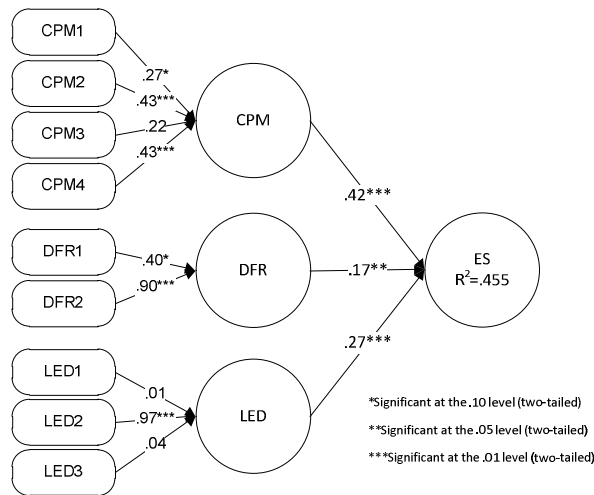 CPM1
CPM2
CPM3
CPM4
.27*
.43***
.22
.43***
CPM
.42***
DFR1
DFR2
.40*
.90***
DFR
.17**
ES
R²=.455
LED1
LED2
LED3
.01
.97***
.04
LED
.27***
*Significant at the .10 level (two-tailed)
**Significant at the .05 level (two-tailed)
***Significant at the .01 level (two-tailed)